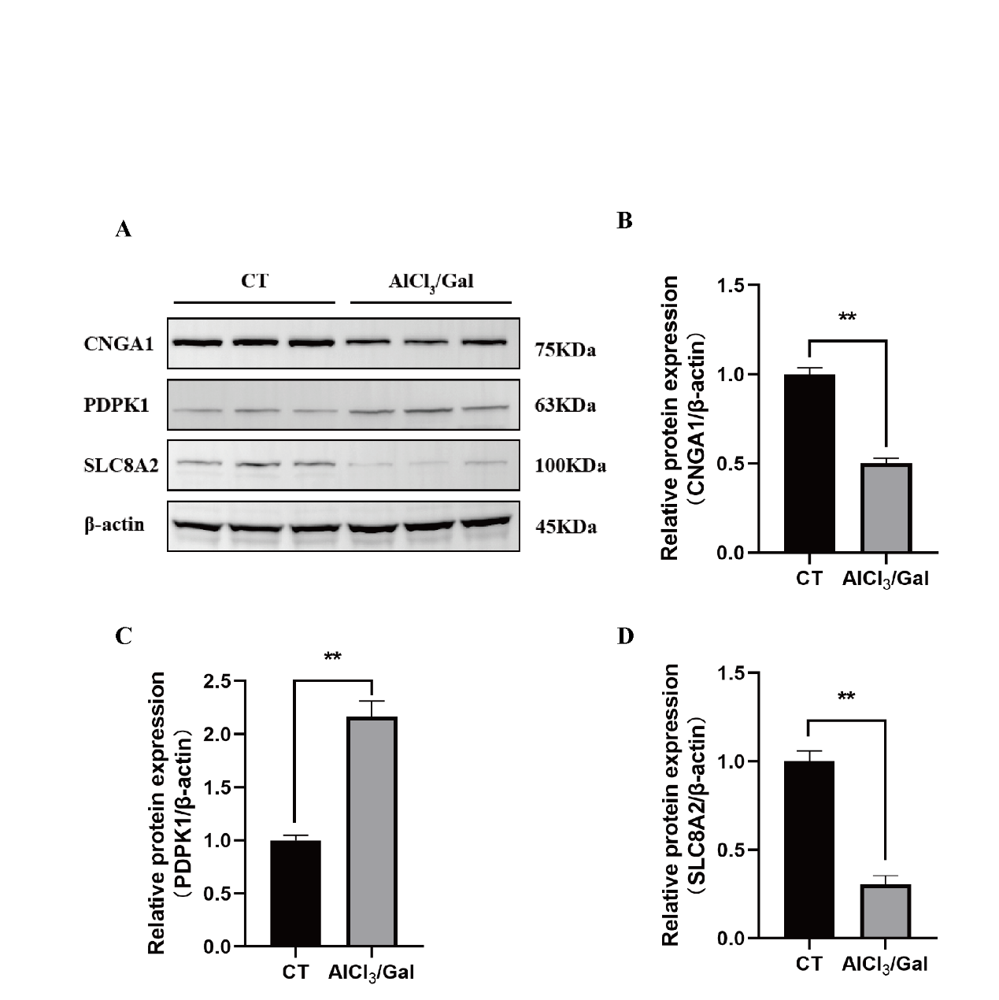 A
CT
AlCl3/Gal
CNGA1
75KDa
PDPK1
63KDa
SLC8A2
100KDa
β-actin
45KDa
B
Relative protein expression
(CNGA1/β-actin)
1.5
1.0
0.5
0.0
**
CT
AlCl3/Gal
C
Relative protein expression
(PDPK1/β-actin)
2.5
2.0
1.5
1.0
0.5
0.0
**
CT
AlCl3/Gal
D
Relative protein expression
(SLC8A2/β-actin)
1.5
1.0
0.5
0.0
**
CT
AlCl3/Gal